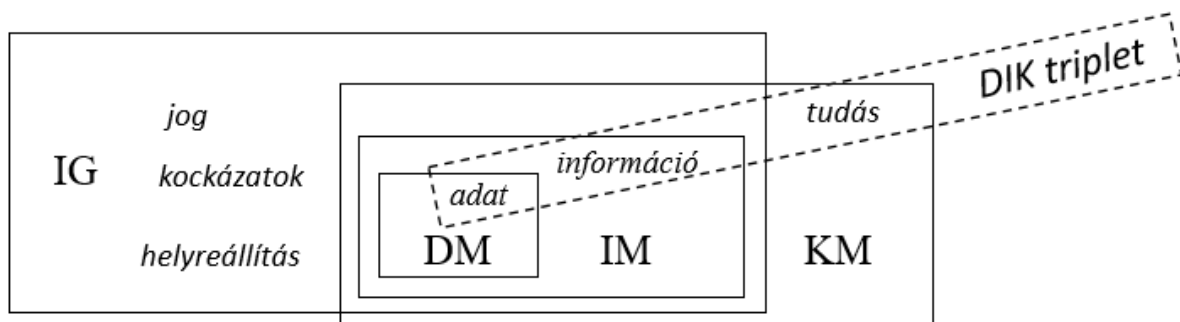 DIK triplet
jog
tudás
IG
kockázatok
információ
adat
helyreállítás
DM
IM
KM